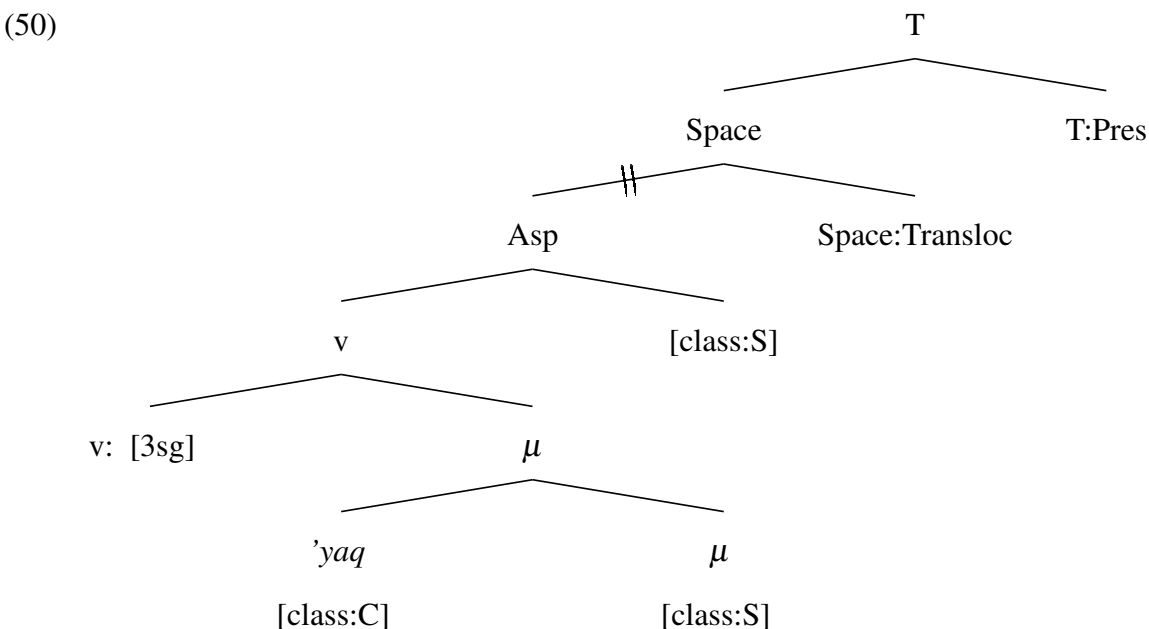 (50) T
Space T:Pres
Asp Space:Transloc
v [class:S]
v: [3sg] μ
’yaq μ
[class:C] [class:S]